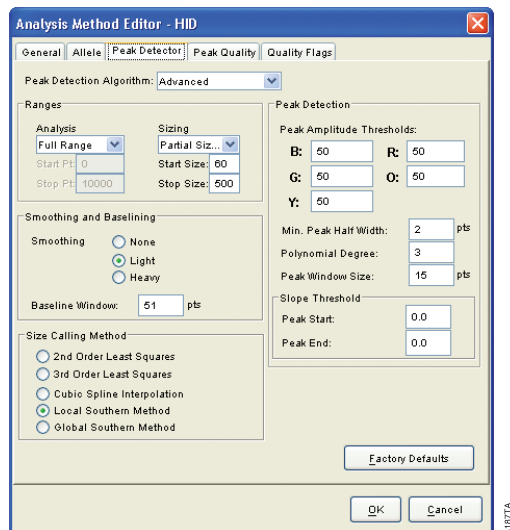 Analysis Method Editor - HID
General Allele Peak Detector Peak Quality Quality Flags
Peak Detection Algorithm: Advanced
Ranges
Analysis Sizing
Full Range Partial Siz...
Start Pt: 0 Start Size: 60
Stop Pt: 10000 Stop Size: 500
Smoothing and Baselining
Smoothing None
Light
Heavy
Baseline Window: 51 pts
Size Calling Method
2nd Order Least Squares
3rd Order Least Squares
Cubic Spline Interpolation
Local Southern Method
Global Southern Method
Peak Detection
Peak Amplitude Thresholds:
B: 50 R: 50
G: 50 O: 50
Y: 50
Min. Peak Half Width: 2 pts
Polynomial Degree: 3
Peak Window Size: 15 pts
Slope Threshold
Peak Start: 0.0
Peak End: 0.0
Factory Defaults
OK Cancel